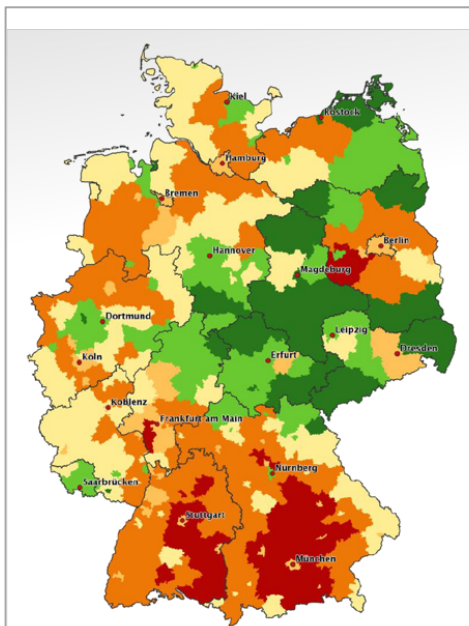 Kiel
Rostock
Hamburg
Bremen
Berlin
Hannover
Magdeburg
Dortmund
Leipzig
Dresden
Köln
Erfurt
Koblenz
Frankfurt am Main
Saarbrücken
Nürnberg
Stuttgart
München